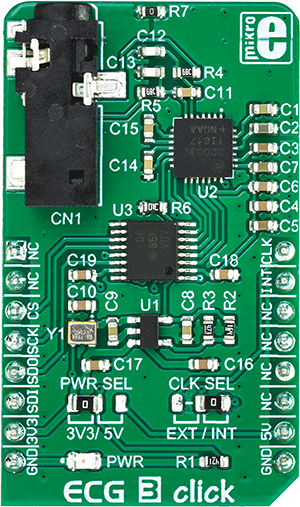 R7
mikro
e
C12
C13
R4
C11
R5
C15
C14
U2
C1
C2
C3
C7
C6
C4
C5
CN1
U3
R6
C19
C18
C10
C9
U1
C8
R3
R2
Y1
C17
C16
NC
NC
CS
SCK
SDO
SDI
3V3
GND
CLK
INT
NC
NC
NC
NC
5V
GND
PWR SEL
CLK SEL
3V3/ 5V
EXT / INT
PWR
R1
ECG 3 click